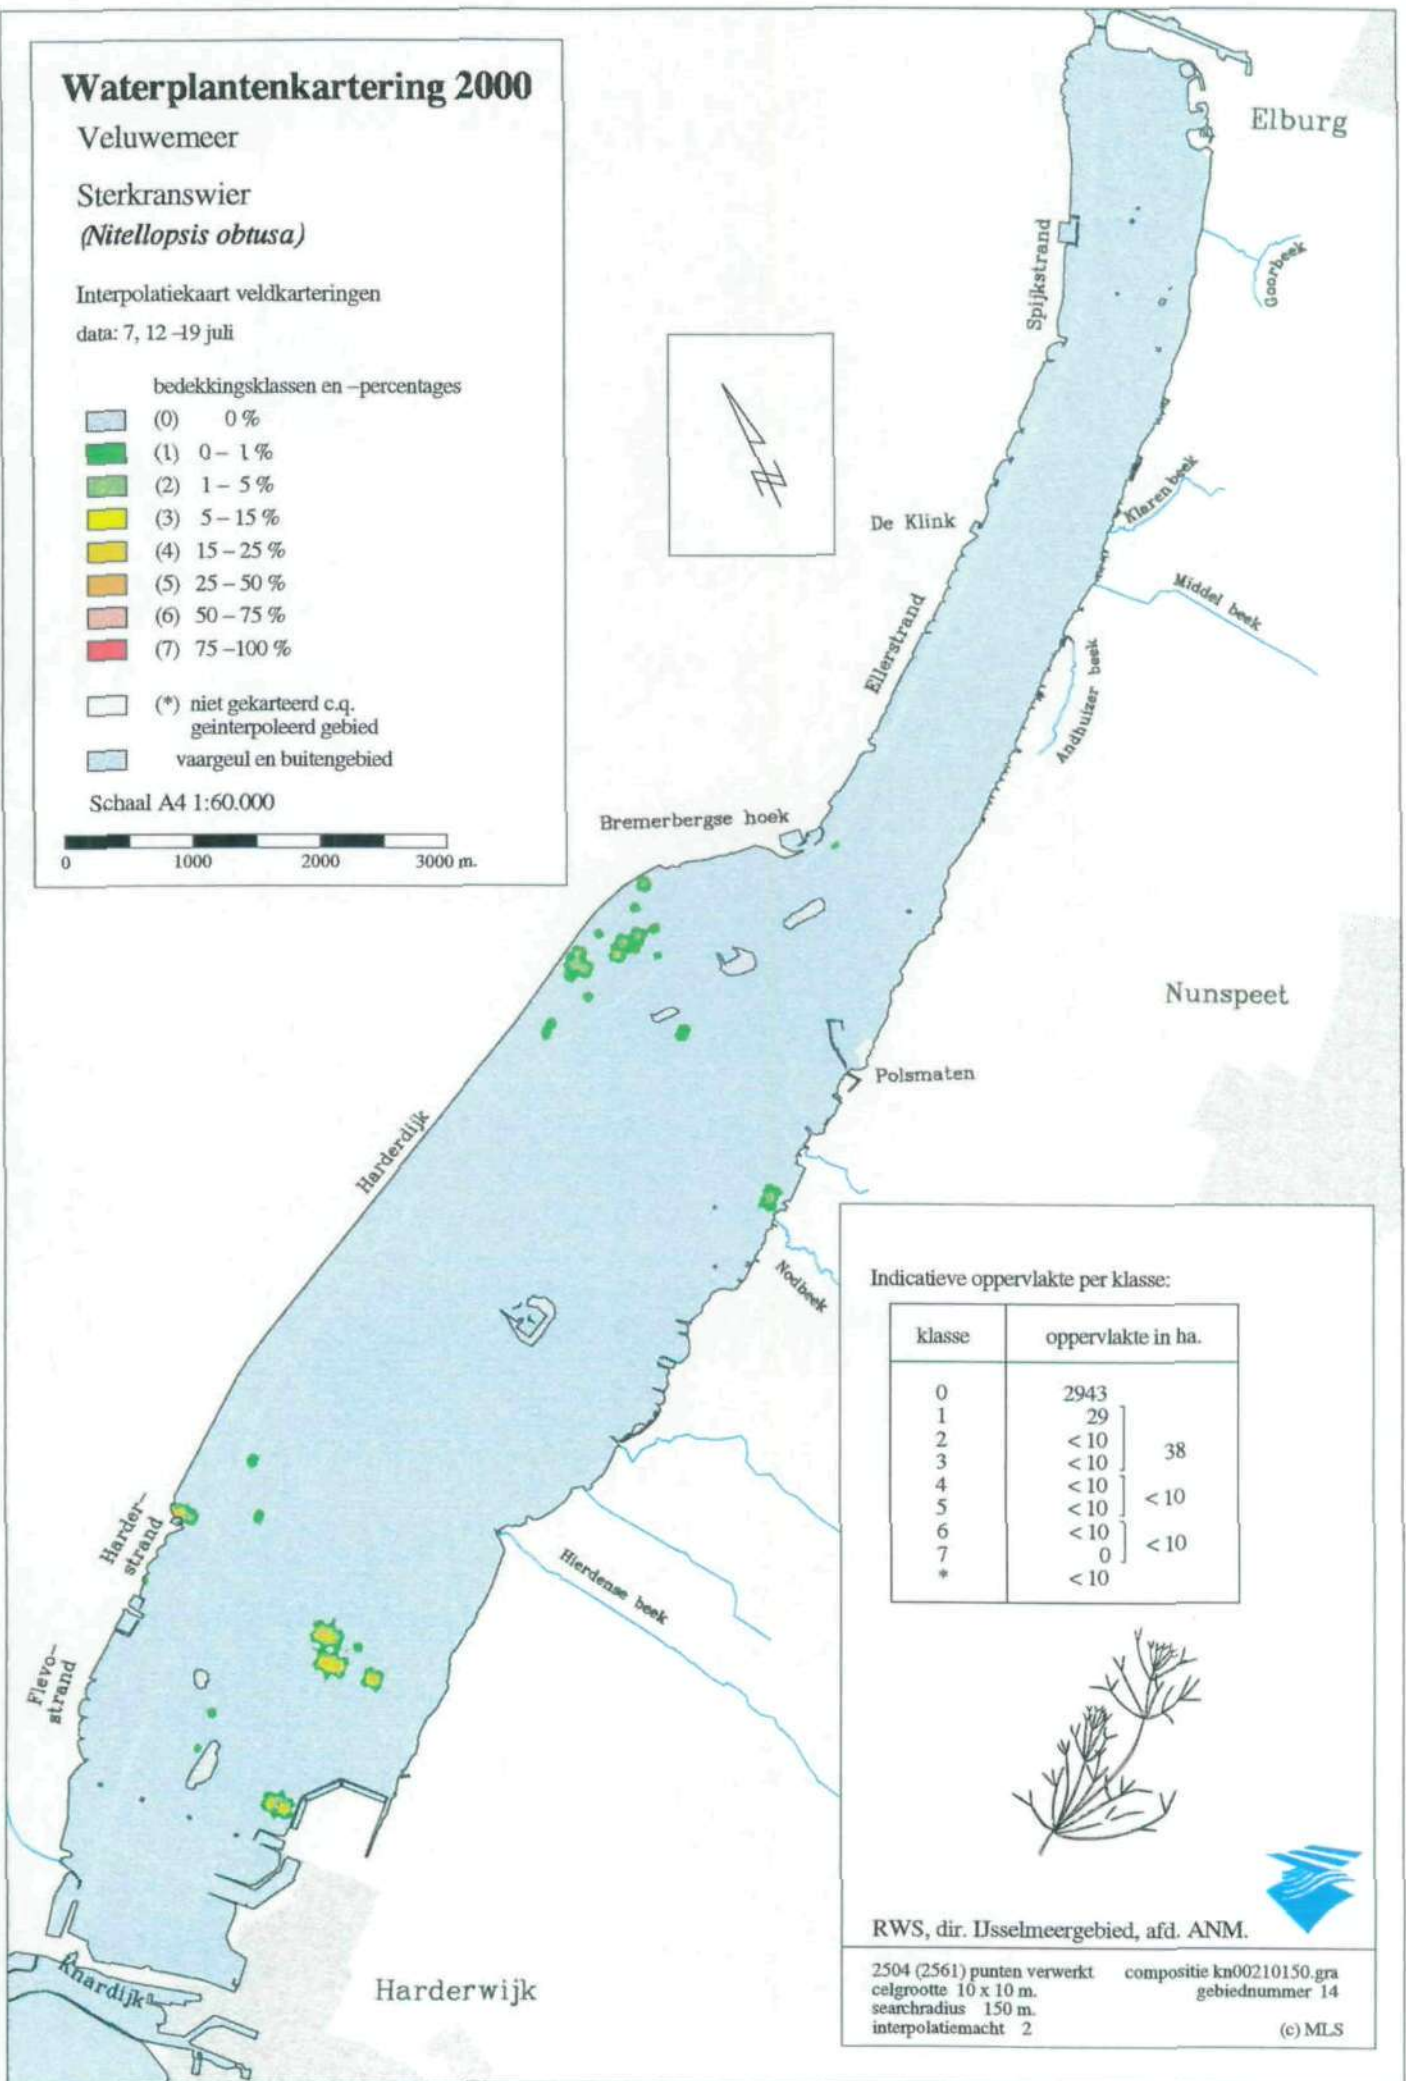 Waterplantenkartering 2000
Veluwemeer
Sterkranswier
(Nitellopsis obtusa)
Interpolatiekaart veldkarteringen
data: 7, 12 –19 juli
bedekkingsklassen en –percentages
(0) 0 %
(1) 0 – 1 %
(2) 1 – 5 %
(3) 5 – 15 %
(4) 15 – 25 %
(5) 25 – 50 %
(6) 50 – 75 %
(7) 75 –100 %
(*) niet gekarteerd c.q.
geinterpoleerd gebied
vaargeul en buitengebied
Schaal A4 1:60.000
0 1000 2000 3000 m.
Elburg
Goorbeek
Spijkstrand
Klarenbeek
De Klink
Middel beek
Ellerstrand
Andhuizer beek
Bremerbergse hoek
Nunspeet
Polsmaten
Harderdijk
Nodbeek
Harder–
strand
Hierdense beek
Flevo–
strand
Knardijk
Harderwijk
Indicatieve oppervlakte per klasse:
klasse oppervlakte in ha.
0 2943
1 29
2 < 10
3 < 10
38
4 < 10
5 < 10
< 10
6 < 10
7 0
< 10
* < 10
RWS, dir. IJsselmeergebied, afd. ANM.
2504 (2561) punten verwerkt compositie kn00210150.gra
celgrootte 10 x 10 m. gebiednummer 14
searchradius 150 m.
interpolatiemacht 2 (c) MLS